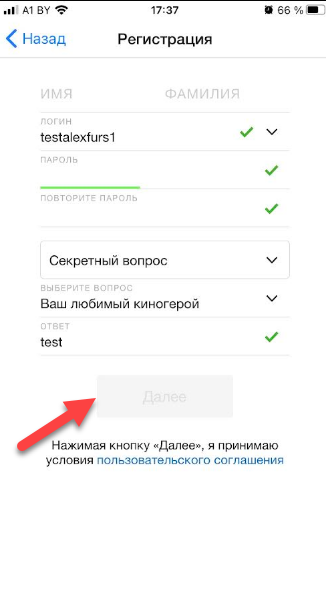 A1 BY 17:37 66 %
Назад Регистрация
ИМЯ ФАМИЛИЯ
ЛОГИН
testalexfurs1
ПАРОЛЬ
ПОВТОРИТЕ ПАРОЛЬ
Секретный вопрос
ВЫБЕРИТЕ ВОПРОС
Ваш любимый киногерой
ОТВЕТ
test
Далее
Нажимая кнопку «Далее», я принимаю
условия пользовательского соглашения